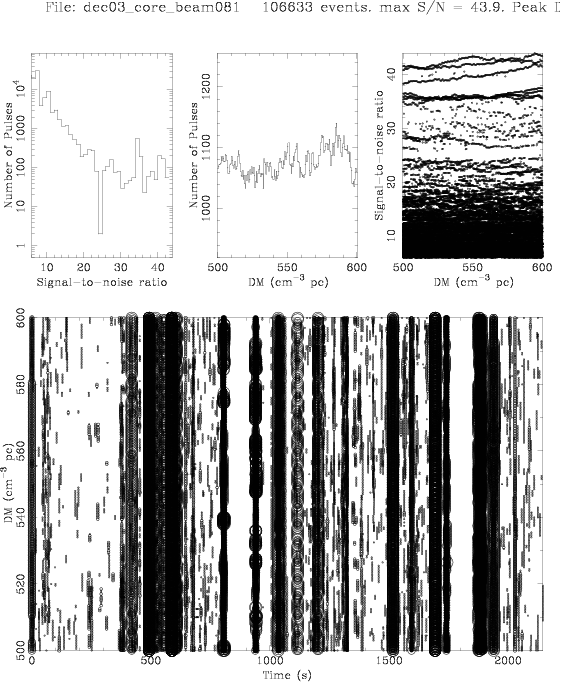 File: dec03_core_beam081 106633 events. max S/N = 43.9. Peak D
Number of Pulses
1 10 100 1000 10⁴
10 20 30 40
Signal-to-noise ratio
Number of Pulses
1000 1100 1200
500 550 600
DM (cm⁻³ pc)
Signal-to-noise ratio
10 20 30 40
500 550 600
DM (cm⁻³ pc)
DM (cm⁻³ pc)
500 520 540 560 580 600
0 500 1000 1500 2000
Time (s)